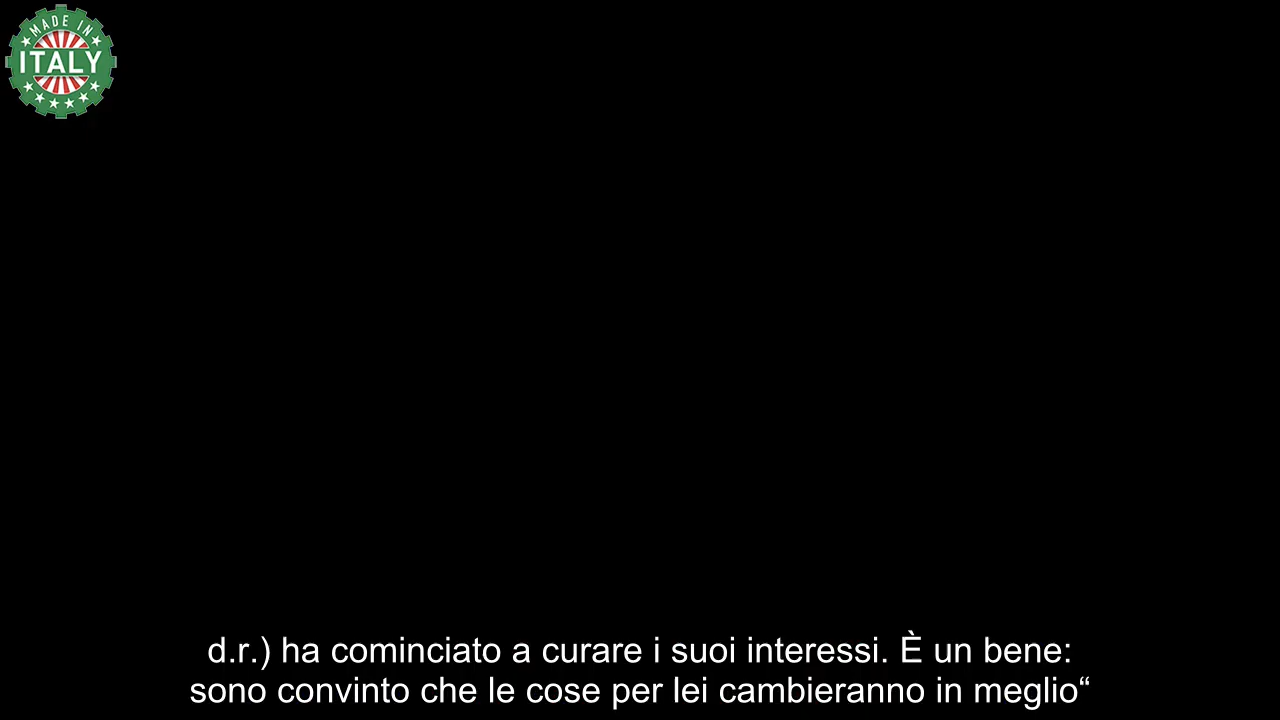 MADE IN
ITALY
d.r.) ha cominciato a curare i suoi interessi. È un bene:
sono convinto che le cose per lei cambieranno in meglio“